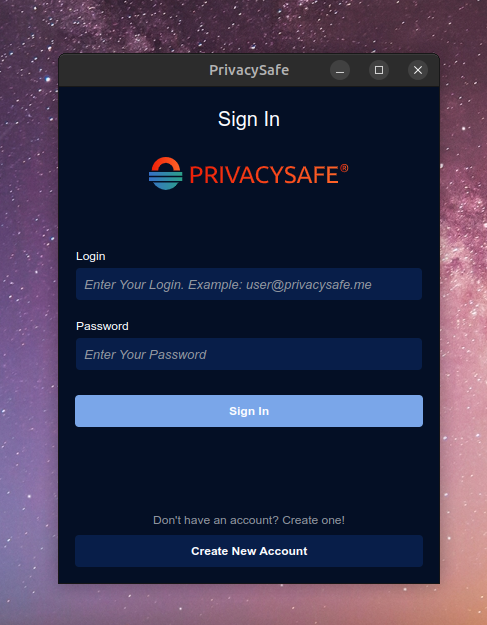 PrivacySafe
Sign In
PRIVACYSAFE®
Login
Enter Your Login. Example: user@privacysafe.me
Password
Enter Your Password
Sign In
Don't have an account? Create one!
Create New Account